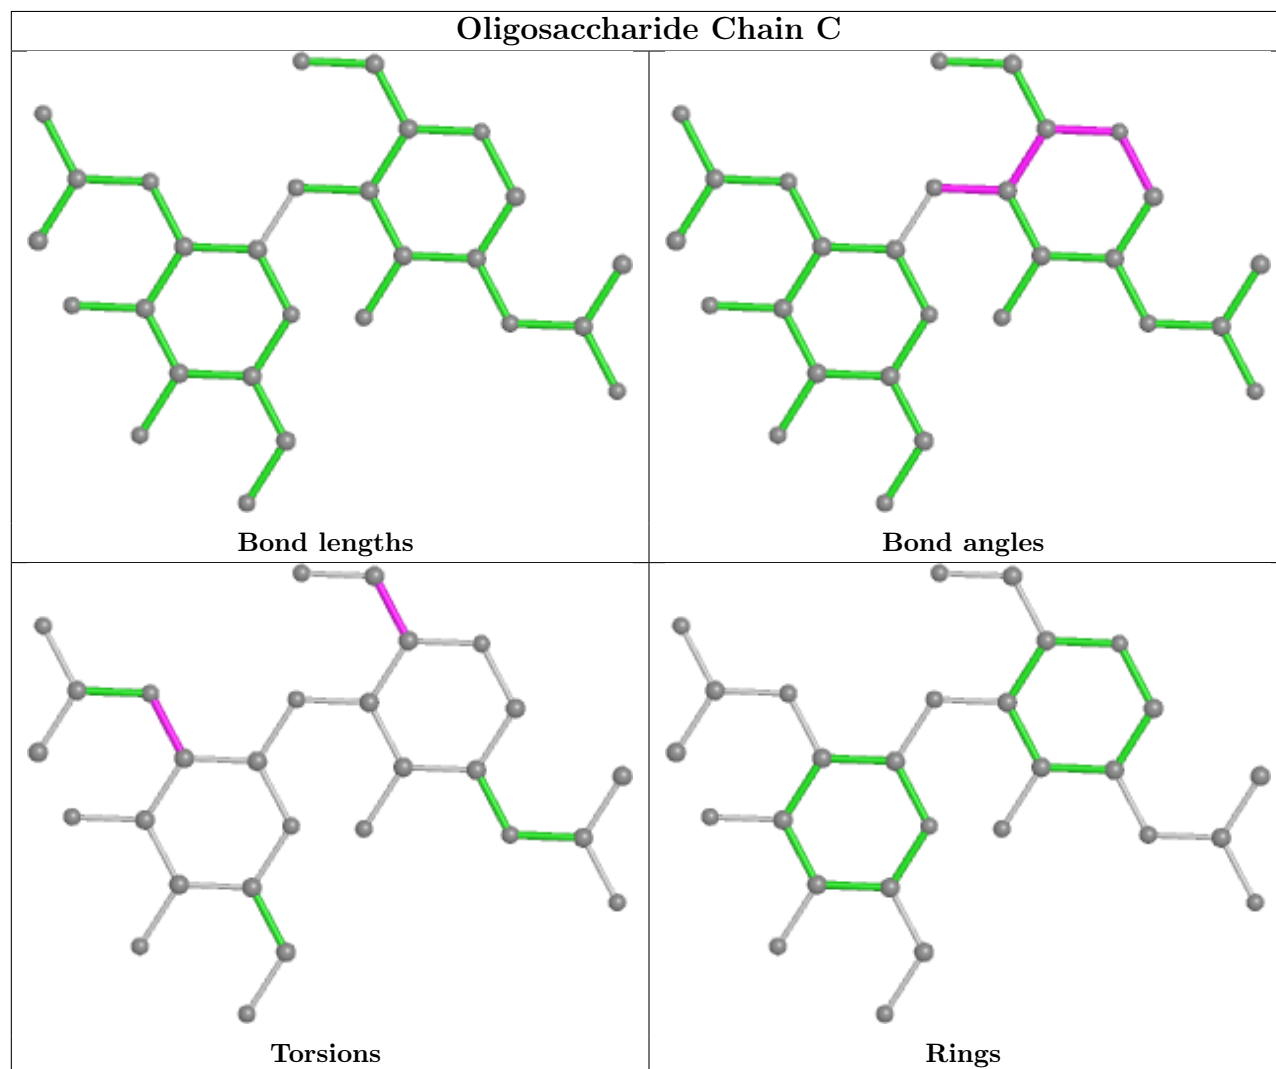 Oligosaccharide Chain C
Bond lengths
Bond angles
Torsions
Rings